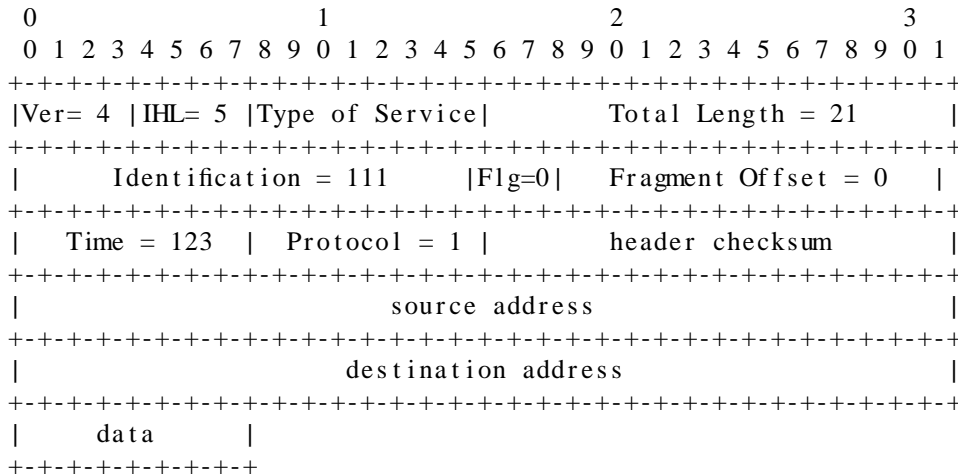 0                   1                   2                   3
0 1 2 3 4 5 6 7 8 9 0 1 2 3 4 5 6 7 8 9 0 1 2 3 4 5 6 7 8 9 0 1
+-+-+-+-+-+-+-+-+-+-+-+-+-+-+-+-+-+-+-+-+-+-+-+-+-+-+-+-+-+-+-+-+
|Ver= 4 |IHL= 5 |Type of Service|        Total Length = 21      |
+-+-+-+-+-+-+-+-+-+-+-+-+-+-+-+-+-+-+-+-+-+-+-+-+-+-+-+-+-+-+-+-+
|      Identification = 111     |Flg=0|   Fragment Offset = 0   |
+-+-+-+-+-+-+-+-+-+-+-+-+-+-+-+-+-+-+-+-+-+-+-+-+-+-+-+-+-+-+-+-+
|   Time = 123  |  Protocol = 1 |        header checksum        |
+-+-+-+-+-+-+-+-+-+-+-+-+-+-+-+-+-+-+-+-+-+-+-+-+-+-+-+-+-+-+-+-+
|                         source address                        |
+-+-+-+-+-+-+-+-+-+-+-+-+-+-+-+-+-+-+-+-+-+-+-+-+-+-+-+-+-+-+-+-+
|                      destination address                      |
+-+-+-+-+-+-+-+-+-+-+-+-+-+-+-+-+-+-+-+-+-+-+-+-+-+-+-+-+-+-+-+-+
|     data      |
+-+-+-+-+-+-+-+-+